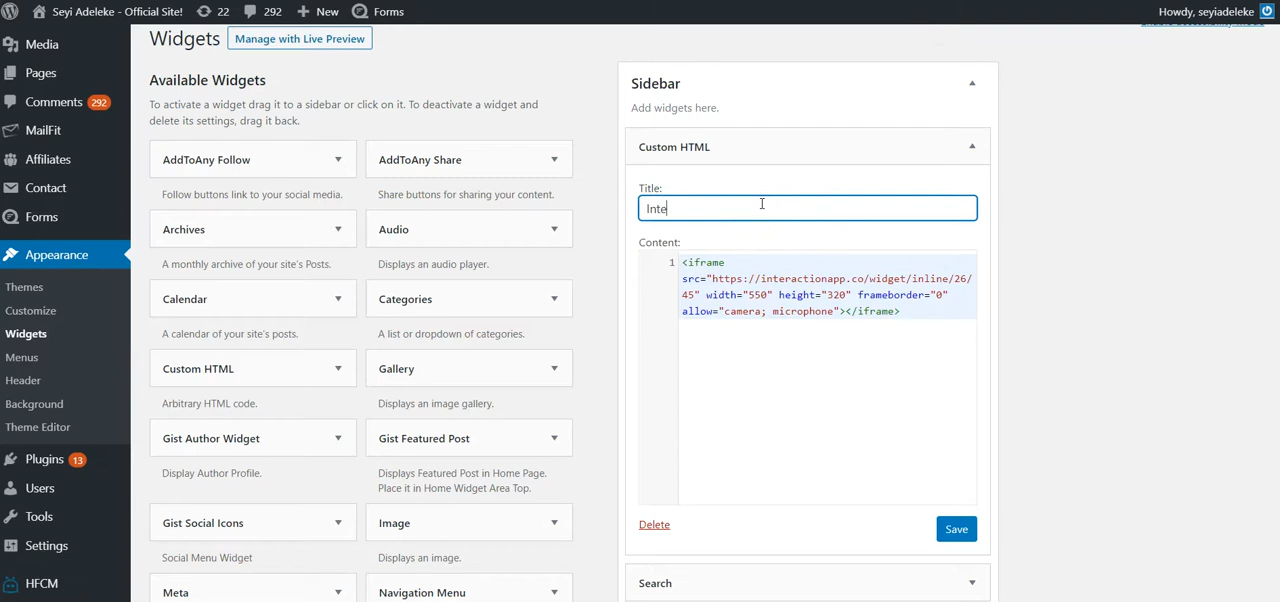 Seyi Adeleke - Official Site!
22
292
New
Forms
Howdy, seyiadeleke
Media
Pages
Comments 292
MailFit
Affiliates
Contact
Forms
Appearance
Themes
Customize
Widgets
Menus
Header
Background
Theme Editor
Plugins 13
Users
Tools
Settings
HFCM
Widgets
Manage with Live Preview
Available Widgets
To activate a widget drag it to a sidebar or click on it. To deactivate a widget and
delete its settings, drag it back.
AddToAny Follow
Follow buttons link to your social media.
AddToAny Share
Share buttons for sharing your content.
Archives
A monthly archive of your site's Posts.
Audio
Displays an audio player.
Calendar
A calendar of your site's posts.
Categories
A list or dropdown of categories.
Custom HTML
Arbitrary HTML code.
Gallery
Displays an image gallery.
Gist Author Widget
Display Author Profile.
Gist Featured Post
Displays Featured Post in Home Page.
Place it in Home Widget Area Top.
Gist Social Icons
Social Menu Widget
Image
Displays an image.
Meta
Navigation Menu
Sidebar
Add widgets here.
Custom HTML
Title:
Inte
Content:
1 <iframe
src="https://interactionapp.co/widget/inline/26/
45" width="550" height="320" frameborder="0"
allow="camera; microphone"></iframe>
Delete
Save
Search